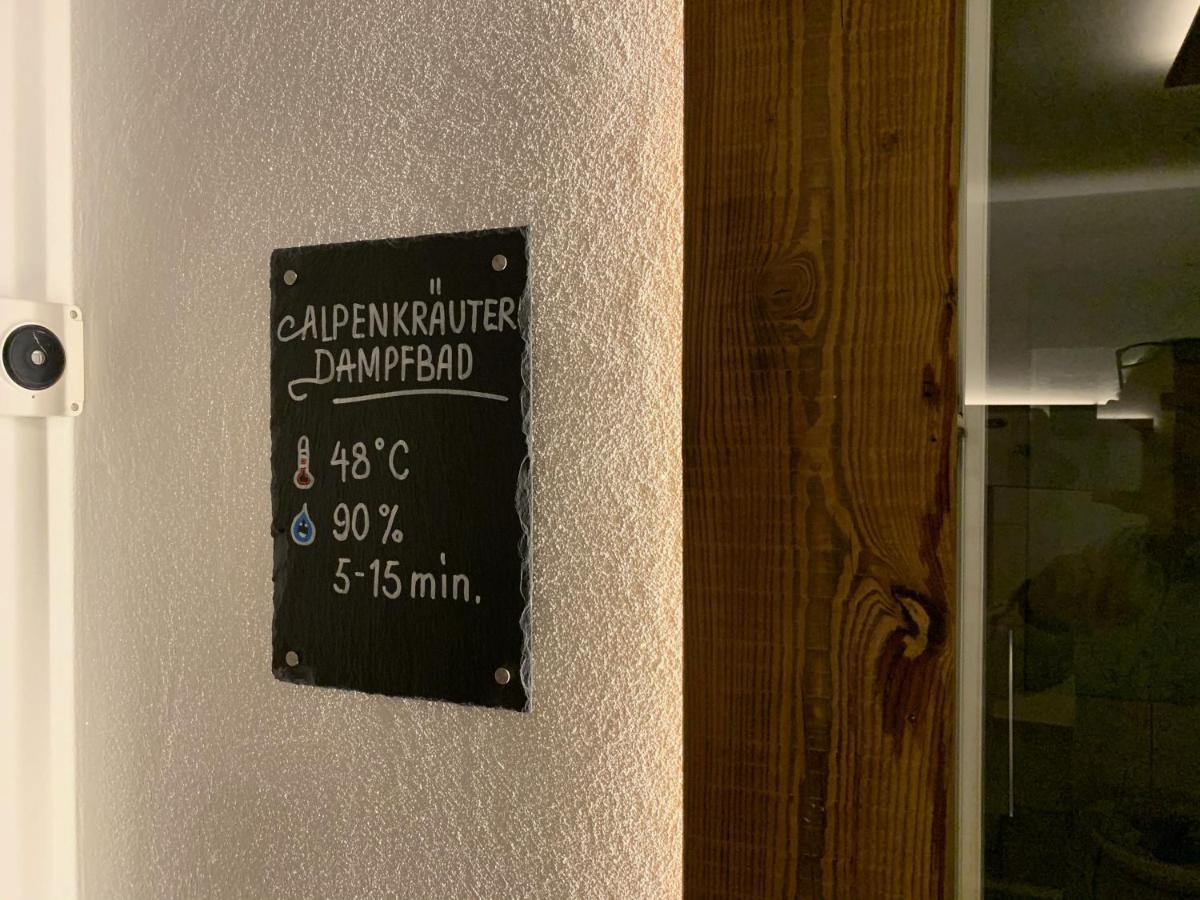 ALPENKRÄUTER
DAMPFBAD
48°C
90 %
5-15 min.